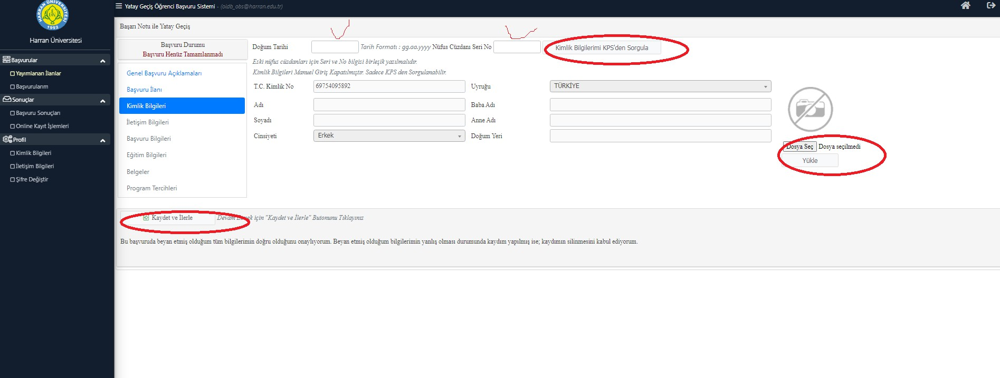 HARRAN ÜNİVERSİTESİ
1992
Harran Üniversitesi
Başvurular
Yayımlanan İlanlar
Başvurularım
Sonuçlar
Başvuru Sonuçları
Online Kayıt İşlemleri
Profil
Kimlik Bilgileri
İletişim Bilgileri
Şifre Değiştir
Yatay Geçiş Öğrenci Başvuru Sistemi - (oidb_obs@harran.edu.tr)
Başarı Notu ile Yatay Geçiş
Başvuru Durumu
Başvuru Henüz Tamamlanmadı
Genel Başvuru Açıklamaları
Başvuru İlanı
Kimlik Bilgileri
İletişim Bilgileri
Başvuru Bilgileri
Eğitim Bilgileri
Belgeler
Program Tercihleri
Doğum Tarihi Tarih Formatı : gg.aa.yyyy Nüfus Cüzdanı Seri No Kimlik Bilgilerimi KPS'den Sorgula
Eski nüfus cüzdanları için Seri ve No bilgisi birleşik yazılmalıdır.
Kimlik Bilgileri Manuel Giriş Kapatılmıştır. Sadece KPS den Sorgulanabilir.
T.C. Kimlik No 69754095892 Uyruğu TÜRKİYE
Adı Baba Adı
Soyadı Anne Adı
Cinsiyeti Erkek Doğum Yeri
Dosya Seç Dosya seçilmedi
Yükle
Kaydet ve İlerle Devam Etmek için "Kaydet ve İlerle" Butonunu Tıklayınız
Bu başvuruda beyan etmiş olduğum tüm bilgilerimin doğru olduğunu onaylıyorum. Beyan etmiş olduğum bilgilerimin yanlış olması durumunda kaydım yapılmış ise; kaydımın silinmesini kabul ediyorum.